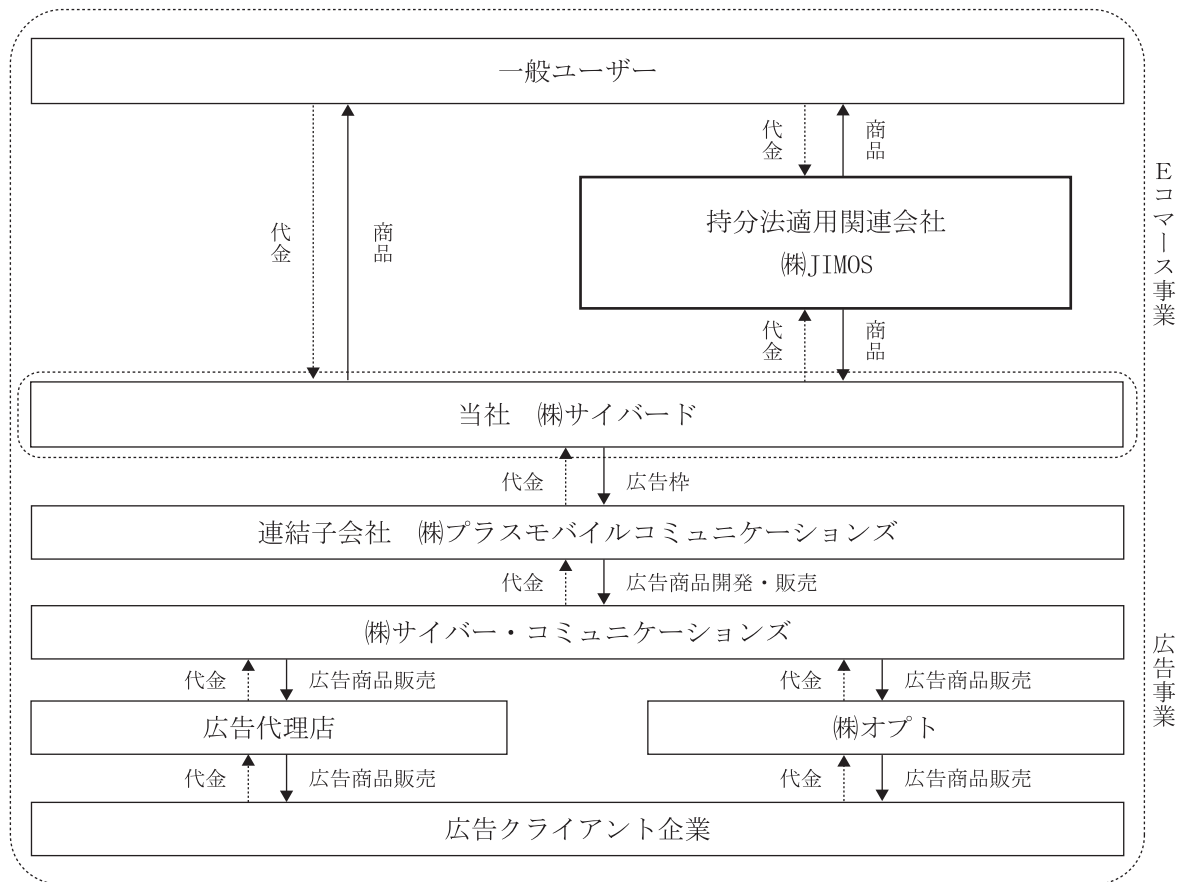 一般ユーザー
代金
商品
代金
商品
持分法適用関連会社
㈱JIMOS
代金
商品
Eコマース事業
当社　㈱サイバード
代金
広告枠
連結子会社　㈱プラスモバイルコミュニケーションズ
代金
広告商品開発・販売
㈱サイバー・コミュニケーションズ
代金
広告商品販売
代金
広告商品販売
広告代理店
㈱オプト
広告事業
代金
広告商品販売
代金
広告商品販売
広告クライアント企業